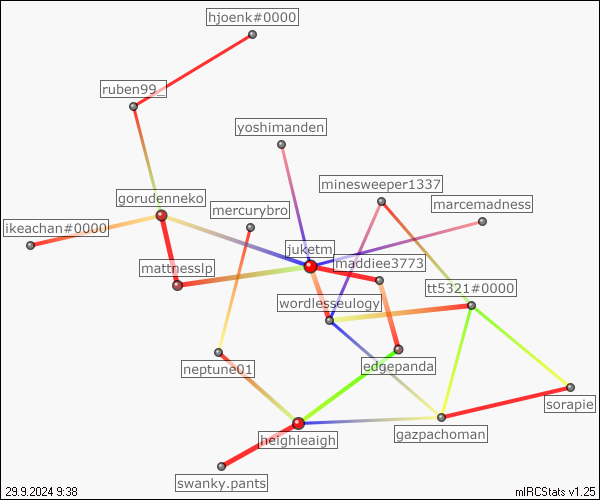 hjoenk#0000
ruben99_
yoshimanden
minesweeper1337
gorudenneko
mercurybro
marcemadness
ikeachan#0000
juketm
mattnesslp
maddiee3773
wordlesseulogy
tt5321#0000
neptune01
edgepanda
sorapie
heighleaigh
gazpachoman
swanky.pants
29.9.2024 9:38
mIRCStats v1.25